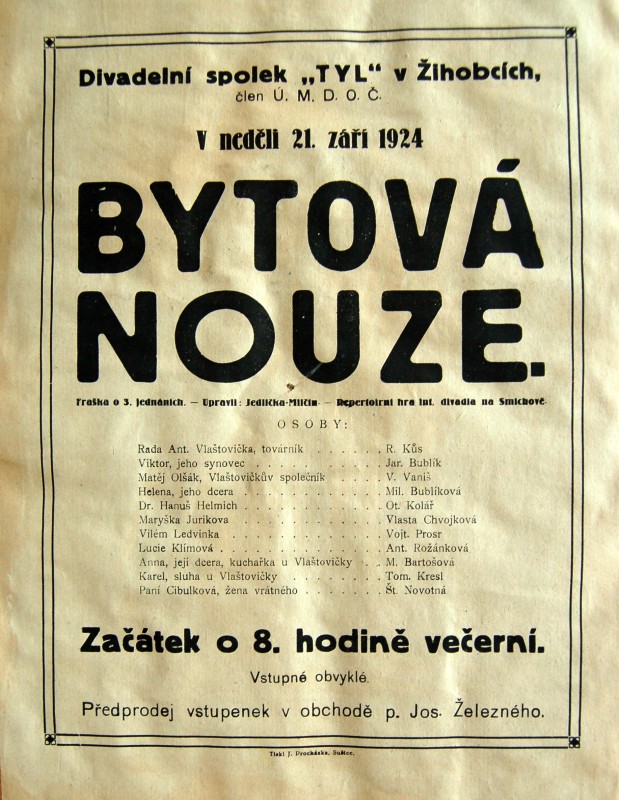 Divadelní spolek „TYL“ v Žihobcích,
člen Ú. M. D. O. Č.
V neděli 21. září 1924
BYTOVÁ
NOUZE.
Fraška o 3. jednáních. — Upravil: Jedlička-Mlčín. — Repertoirní hra Int. divadla na Smíchově.
OSOBY:
Rada Ant. Vlaštovička, továrník . . . . . . R. Kůs
Viktor, jeho synovec . . . . . . . . . . . Jar. Bublík
Matěj Olšák, Vlaštovičkův společník . . . . . V. Vaniš
Helena, jeho dcera . . . . . . . . . . . . Mil. Bublíková
Dr. Hanuš Helmich . . . . . . . . . . . . Ot. Kolář
Maryška Jurikova . . . . . . . . . . . . Vlasta Chvojková
Vilém Ledvinka . . . . . . . . . . . . . Vojt. Prosr
Lucie Klímová . . . . . . . . . . . . . Ant. Rožánková
Anna, její dcera, kuchařka u Vlaštovičky . . . M. Bartošová
Karel, sluha u Vlaštovičky . . . . . . . . Tom. Kresl
Paní Cibulková, žena vrátného . . . . . . . Št. Novotná
Začátek o 8. hodině večerní.
Vstupné obvyklé.
Předprodej vstupenek v obchodě p. Jos. Železného.
Tiskl J. Procházka, Sušice.